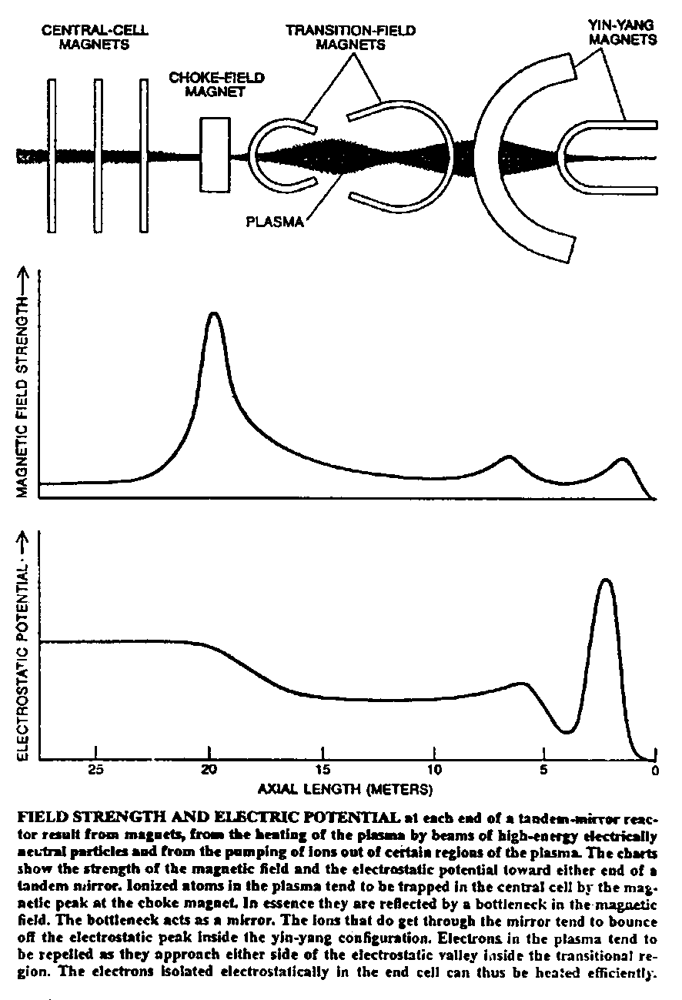 CENTRAL-CELL
MAGNETS
TRANSITION-FIELD
MAGNETS
YIN-YANG
MAGNETS
CHOKE-FIELD
MAGNET
PLASMA
MAGNETIC FIELD STRENGTH
ELECTROSTATIC POTENTIAL
25 20 15 10 5 0
AXIAL LENGTH (METERS)
FIELD STRENGTH AND ELECTRIC POTENTIAL at each end of a tandem-mirror reac-
tor result from magnets, from the heating of the plasma by beams of high-energy electrically
neutral particles and from the pumping of ions out of certain regions of the plasma. The charts
show the strength of the magnetic field and the electrostatic potential toward either end of a
tandem mirror. Ionized atoms in the plasma tend to be trapped in the central cell by the mag-
netic peak at the choke magnet. In essence they are reflected by a bottleneck in the magnetic
field. The bottleneck acts as a mirror. The ions that do get through the mirror tend to bounce
off the electrostatic peak inside the yin-yang configuration. Electrons in the plasma tend to
be repelled as they approach either side of the electrostatic valley inside the transitional re-
gion. The electrons isolated electrostatically in the end cell can thus be heated efficiently.